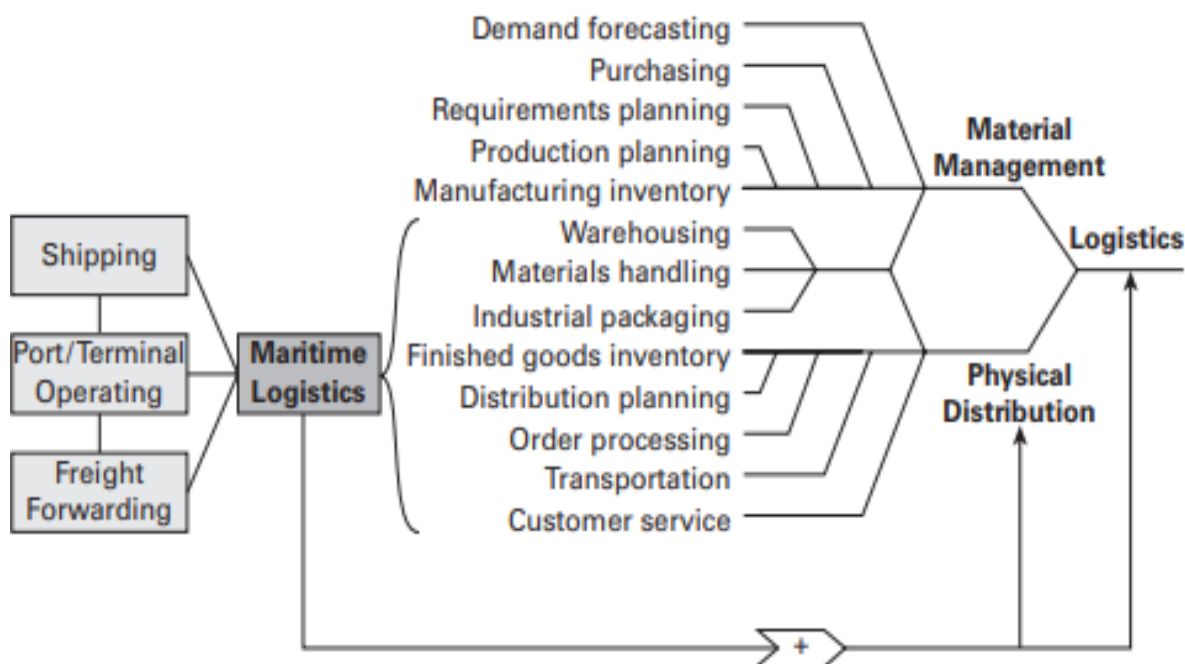 Demand forecasting
Purchasing
Requirements planning
Production planning
Manufacturing inventory
Warehousing
Materials handling
Industrial packaging
Finished goods inventory
Distribution planning
Order processing
Transportation
Customer service
Shipping
Port/Terminal
Operating
Freight
Forwarding
Maritime
Logistics
Material
Management
Logistics
Physical
Distribution
+